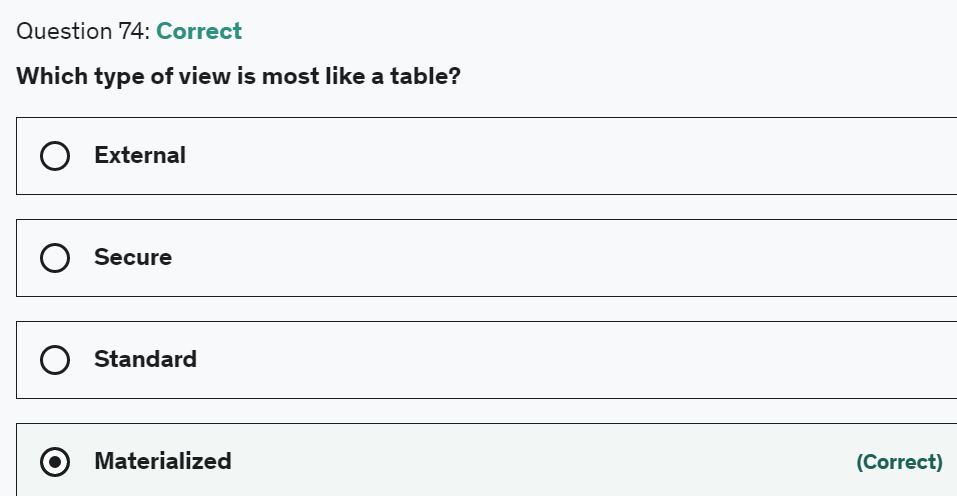 Question 74: Correct
Which type of view is most like a table?
External
Secure
Standard
Materialized (Correct)